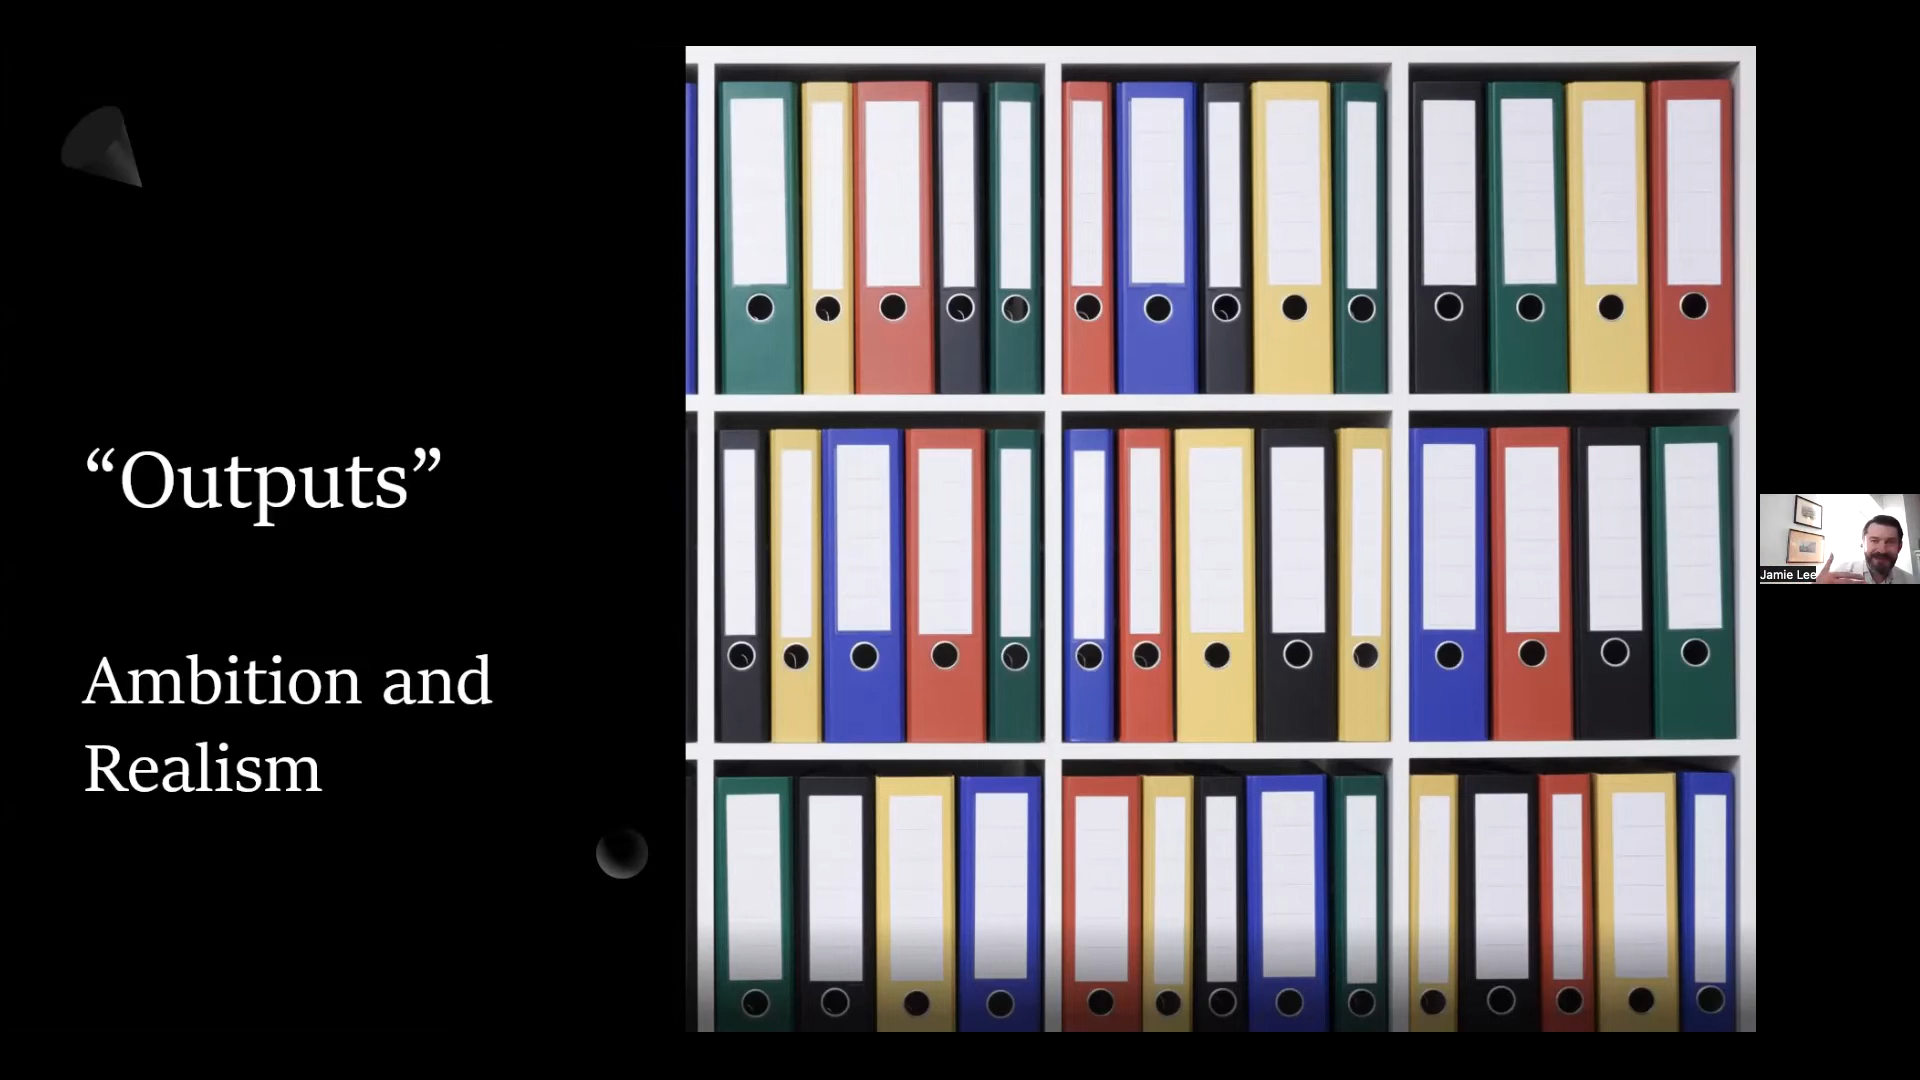 “Outputs”
Ambition and
Realism
Jamie Lee